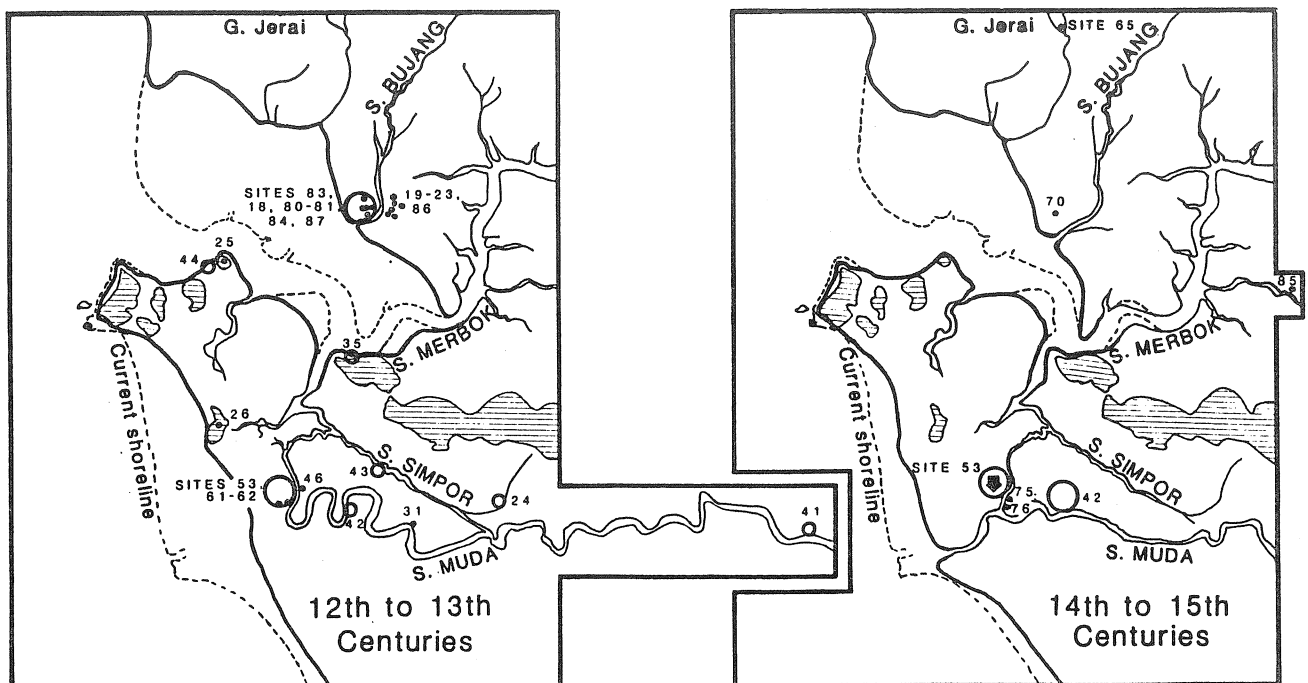 G. Jerai
S. BUJANG
SITES 83,
18, 80-81,
84, 87
19-23,
86
25
44
35
S. MERBOK
Current shoreline
26
S. SIMPOR
43
SITES 53,
61-62
46
24
42
31
41
S. MUDA
12th to 13th
Centuries
G. Jerai
SITE 65
S. BUJANG
70
85
S. MERBOK
Current shoreline
S. SIMPOR
SITE 53
75.
76
42
S. MUDA
14th to 15th
Centuries